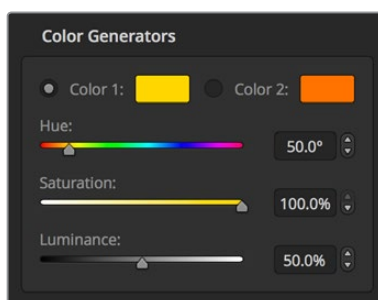 Color Generators
Color 1: Color 2:
Hue:
50.0°
Saturation:
100.0%
Luminance:
50.0%